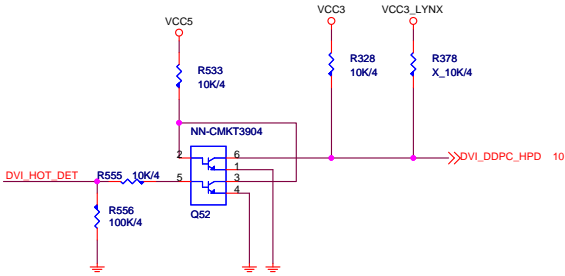 VCC3 VCC3_LYNX
VCC5
R533
10K/4
R328
10K/4
R378
X_10K/4
NN-CMKT3904
2 6
1
DVI_DDPC_HPD 10
DVI_HOT_DET
R555 10K/4
5 3
4
R556
100K/4
Q52